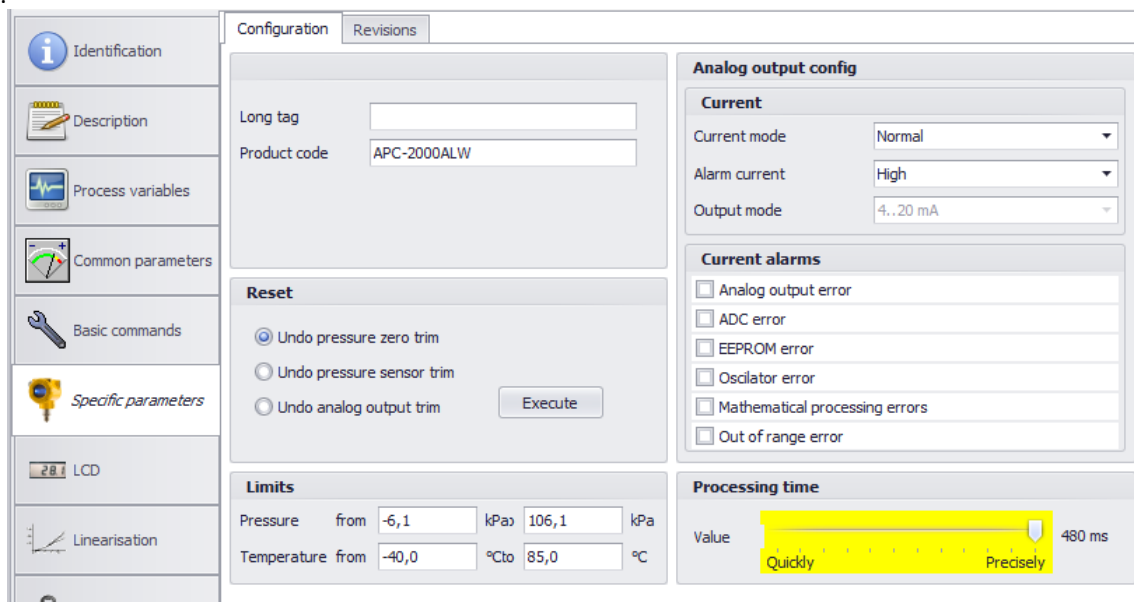 Configuration Revisions
Identification
Description
Process variables
Common parameters
Basic commands
Specific parameters
28.1 LCD
Linearisation
Long tag
Product code APC-2000ALW
Reset
Undo pressure zero trim
Undo pressure sensor trim
Undo analog output trim Execute
Limits
Pressure from -6,1 kPa 106,1 kPa
Temperature from -40,0 °Cto 85,0 °C
Analog output config
Current
Current mode Normal
Alarm current High
Output mode 4..20 mA
Current alarms
Analog output error
ADC error
EEPROM error
Oscilator error
Mathematical processing errors
Out of range error
Processing time
Value 480 ms
Quickly Precisely